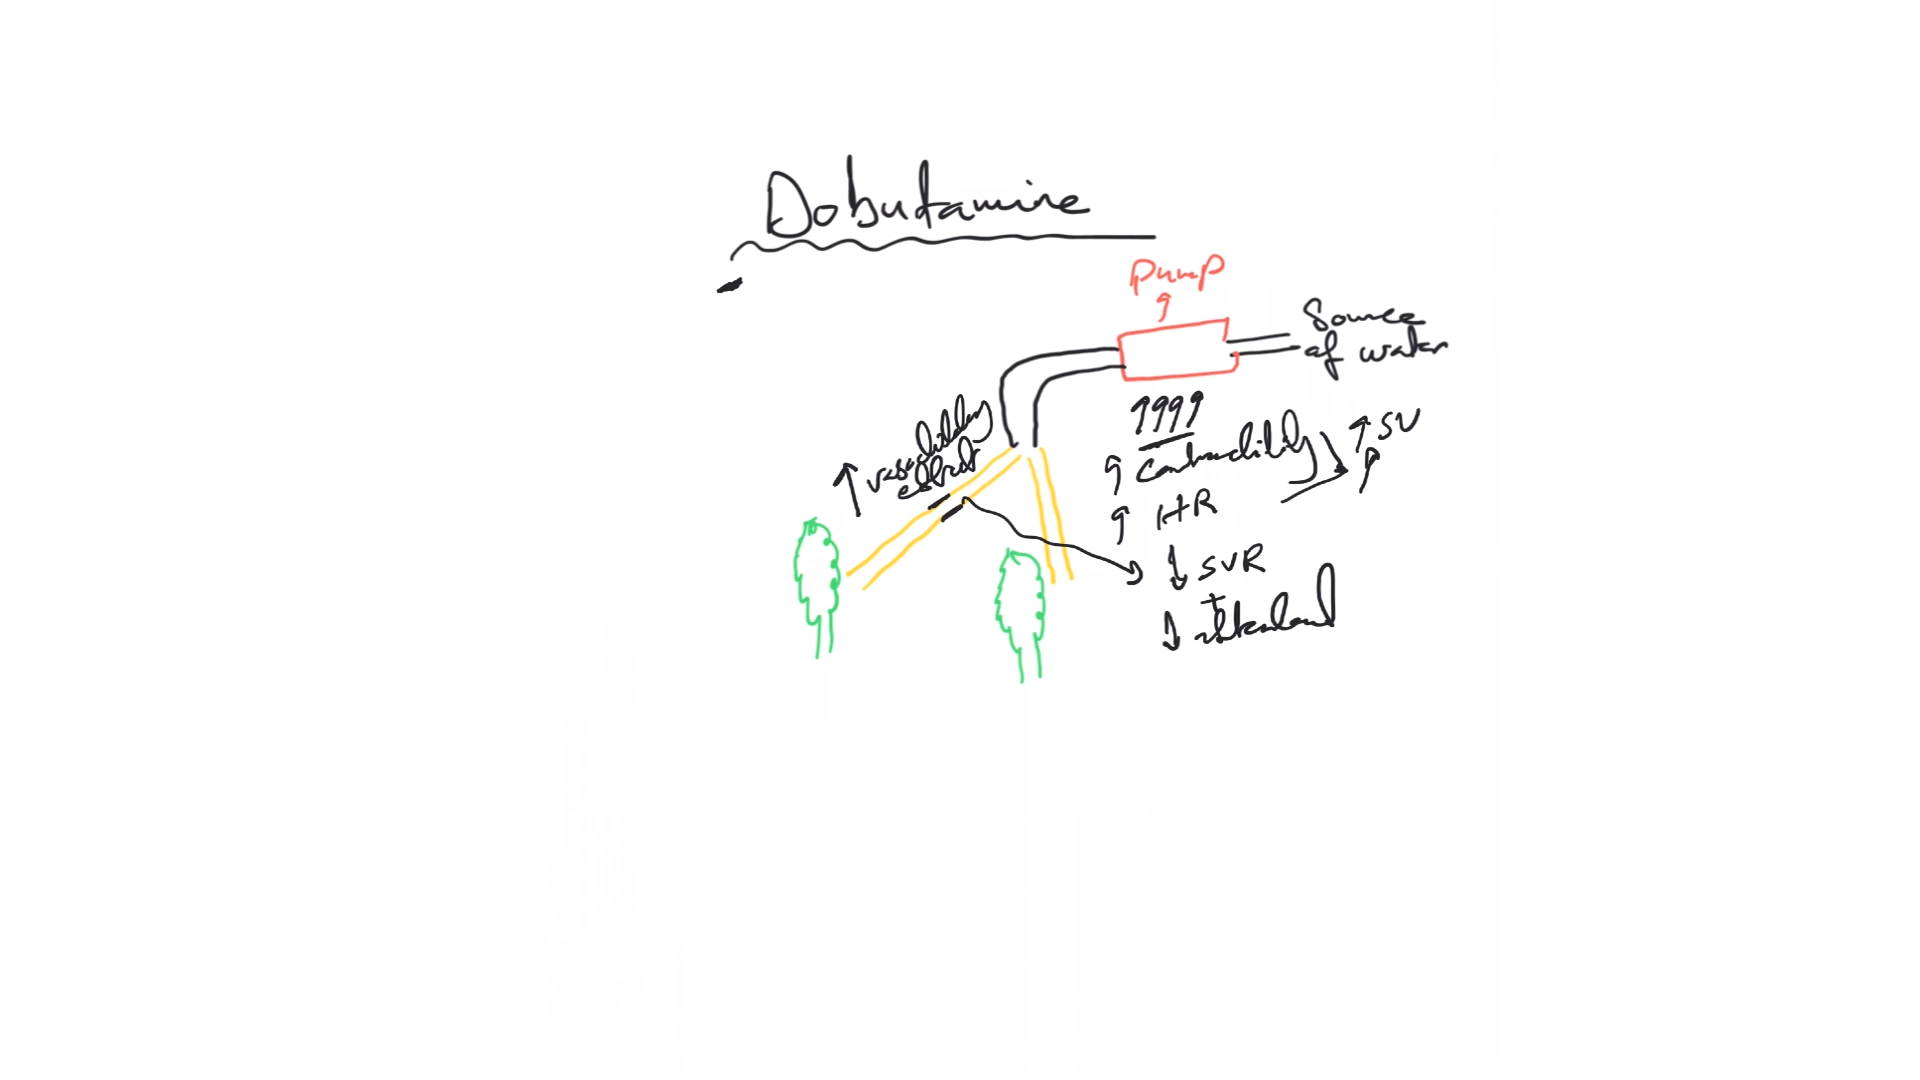 Dobutamine
Pump
↑
Source
of water
↑↑↑↑
↑ Contractility
↑ SV
↑
↑ HR
↑ vasodilatory
effect
↓ SVR
+
↓ afterload